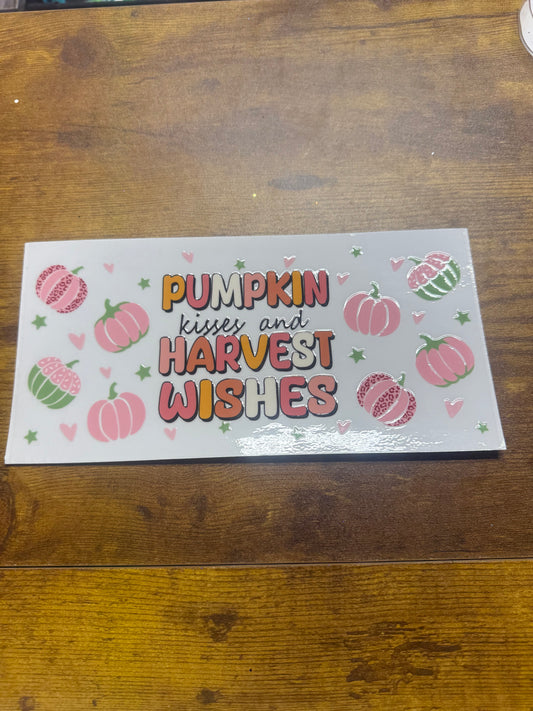 PUMPKIN
kisses and
HARVEST
WISHES